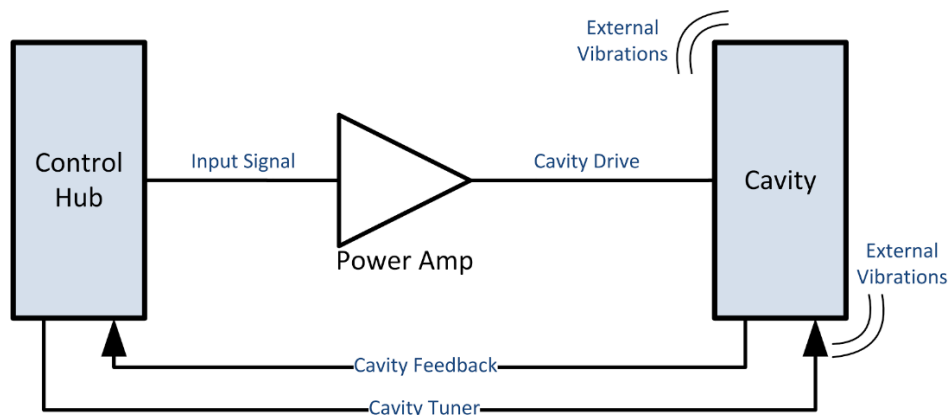 External
Vibrations
Control
Hub
Input Signal
Cavity Drive
Cavity
Power Amp
External
Vibrations
Cavity Feedback
Cavity Tuner